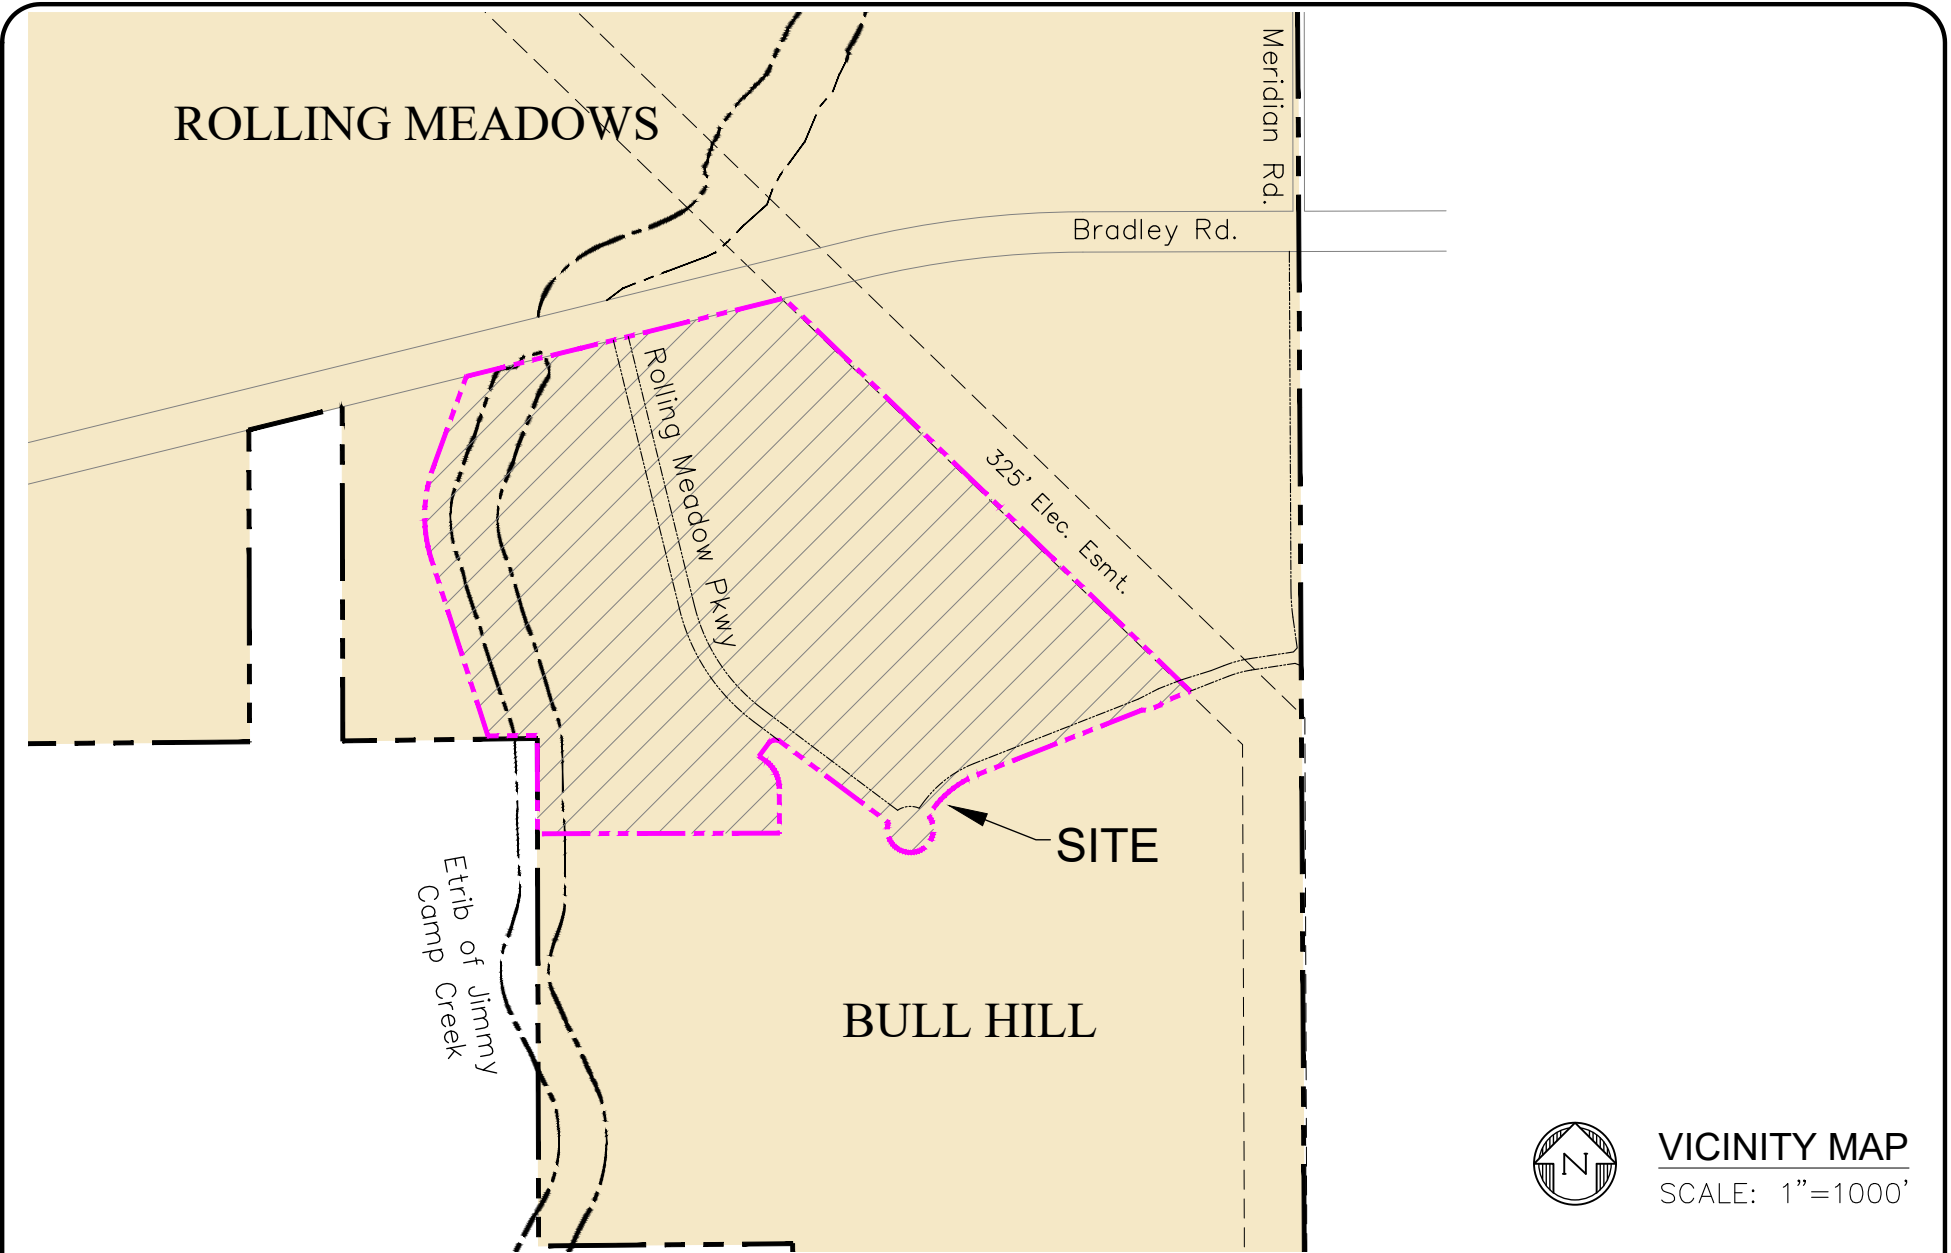 Meridian Rd.
ROLLING MEADOWS
Bradley Rd.
Rolling Meadow Pkwy
325' Elec. Esmt.
SITE
Etrib of Jimmy
Camp Creek
BULL HILL
N
VICINITY MAP
SCALE: 1"=1000'